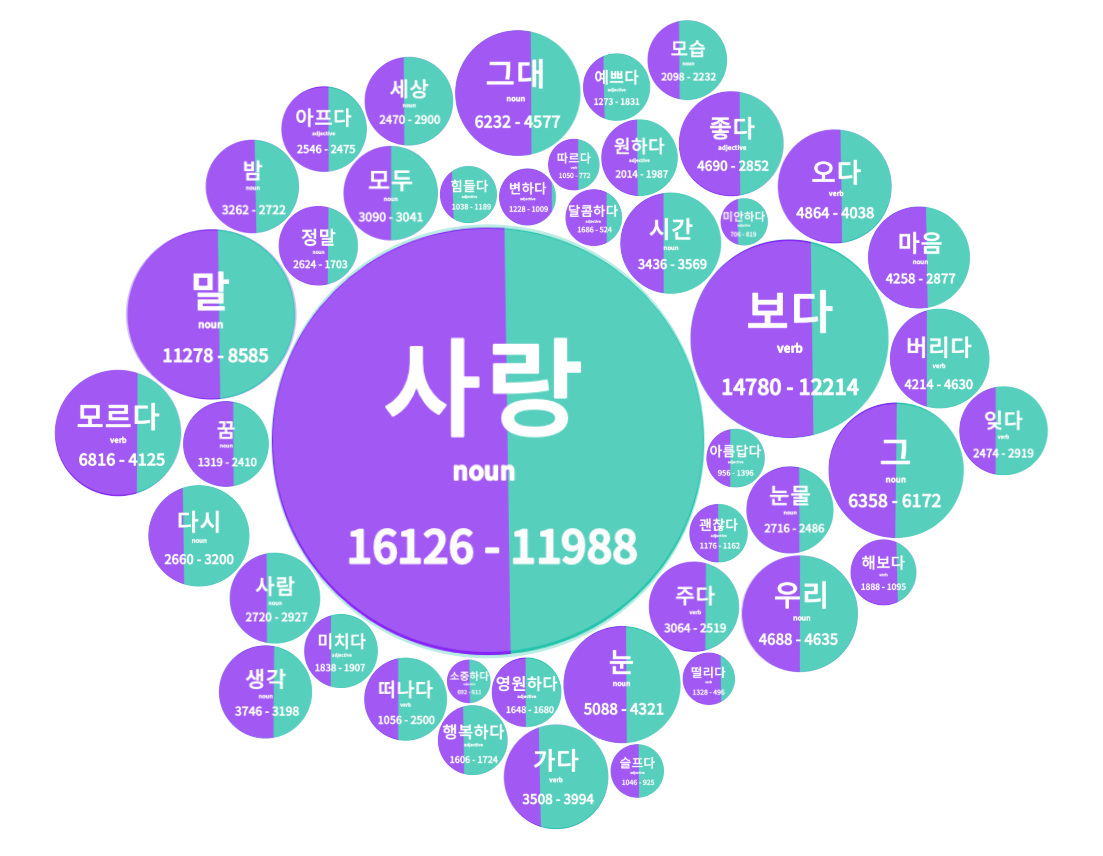 모습
noun
2098 - 2232
그대
noun
6232 - 4577
예쁘다
adjective
1273 - 1831
세상
noun
2470 - 2900
아프다
adjective
2546 - 2475
좋다
adjective
4690 - 2852
원하다
adjective
2014 - 1987
따르다
verb
1050 - 772
오다
verb
4864 - 4038
밤
noun
3262 - 2722
모두
noun
3090 - 3041
힘들다
adjective
1038 - 1189
변하다
adjective
1228 - 1009
달콤하다
adjective
1686 - 524
시간
noun
3436 - 3569
미안하다
adjective
706 - 819
정말
noun
2624 - 1703
마음
noun
4258 - 2877
말
noun
11278 - 8585
보다
verb
14780 - 12214
버리다
verb
4214 - 4630
사랑
noun
16126 - 11988
모르다
verb
6816 - 4125
꿈
noun
1319 - 2410
잊다
verb
2474 - 2919
그
noun
6358 - 6172
아름답다
adjective
956 - 1396
눈물
noun
2716 - 2486
다시
noun
2660 - 3200
괜찮다
adjective
1176 - 1162
해보다
verb
1888 - 1095
사람
noun
2720 - 2927
주다
verb
3064 - 2519
우리
noun
4688 - 4635
미치다
adjective
1838 - 1907
생각
noun
3746 - 3198
떠나다
verb
1056 - 2500
소중하다
영원하다
adjective
1648 - 1680
눈
noun
5088 - 4321
떨리다
verb
1328 - 496
행복하다
adjective
1606 - 1724
가다
verb
3508 - 3994
슬프다
adjective
1046 - 925